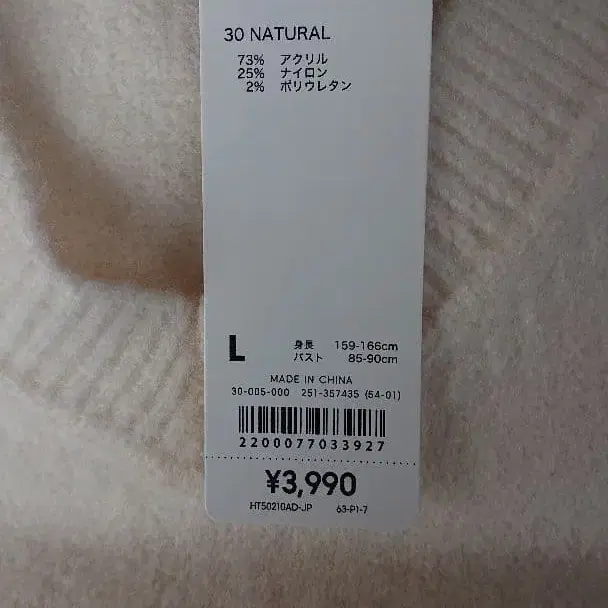 30 NATURAL
73% アクリル
25% ナイロン
2% ポリウレタン
L 身長 159-166cm
バスト 85-90cm
MADE IN CHINA
30-005-000 251-357435 (54-01)
2200077033927
¥3,990
HT50210AD-JP 63-P1-7